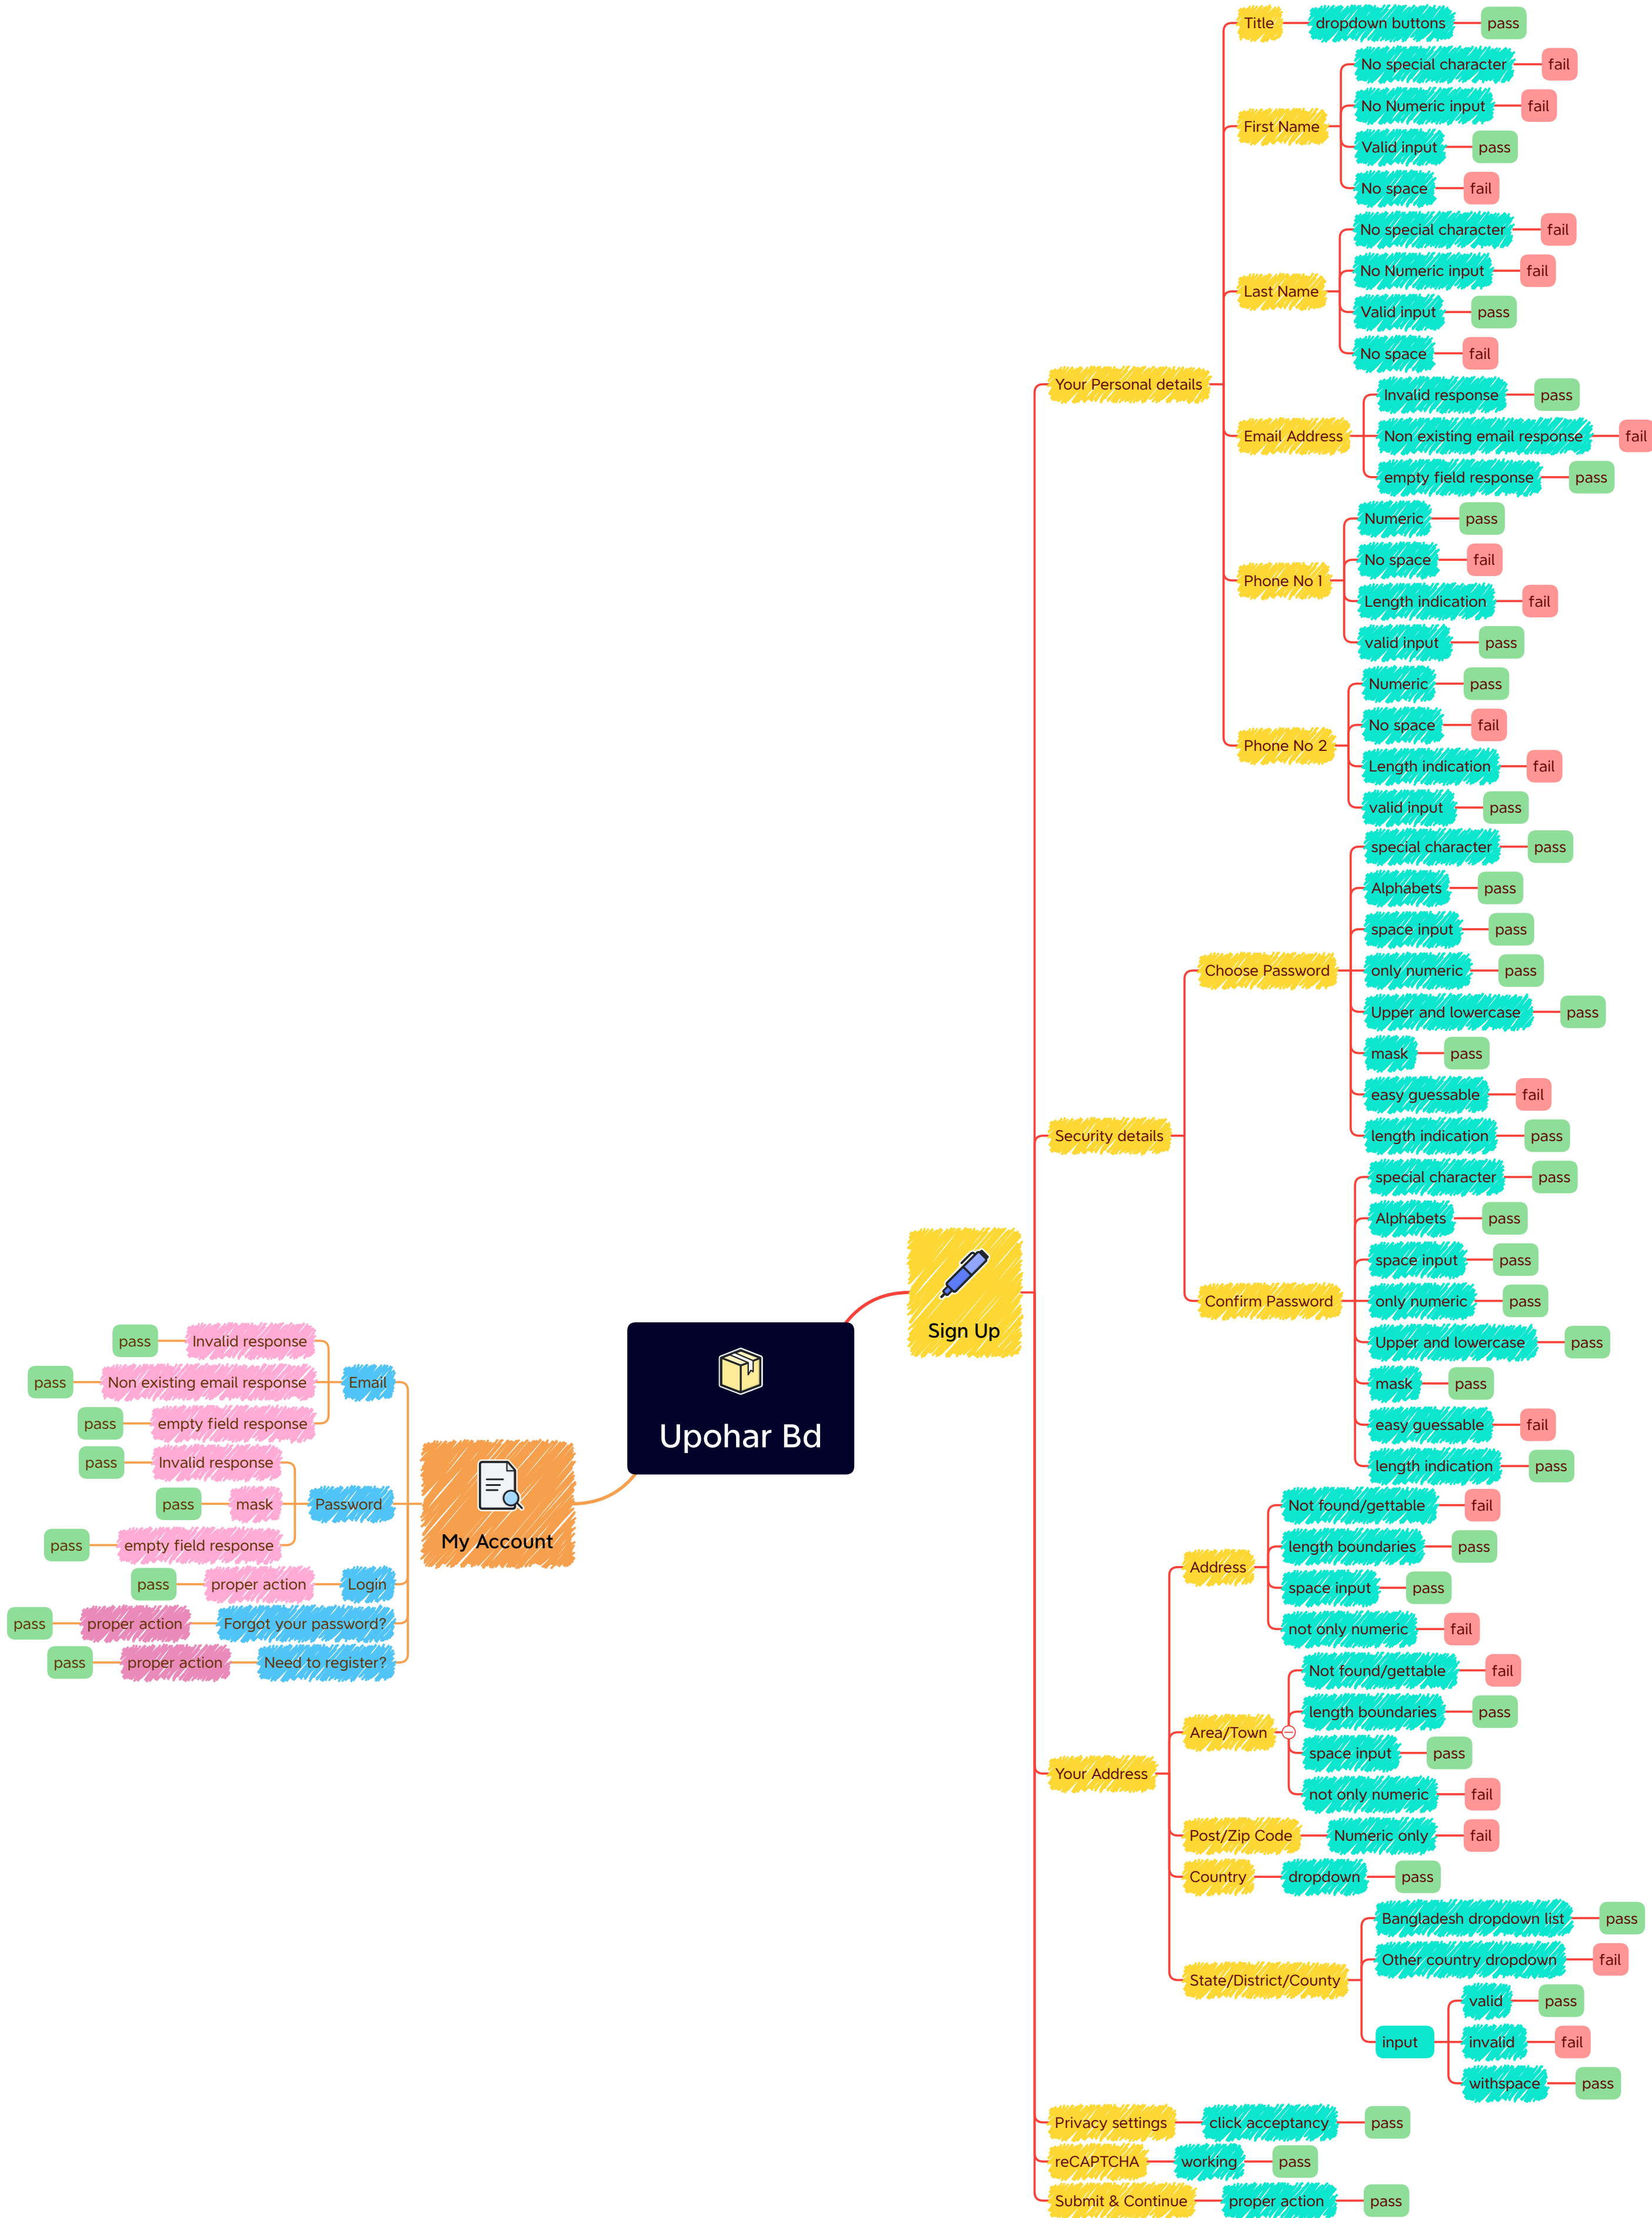 Upohar Bd
Sign Up
Your Personal details
Title
dropdown buttons
pass
First Name
No special character
fail
No Numeric input
fail
Valid input
pass
No space
fail
Last Name
No special character
fail
No Numeric input
fail
Valid input
pass
No space
fail
Email Address
Invalid response
pass
Non existing email response
fail
empty field response
pass
Phone No 1
Numeric
pass
No space
fail
Length indication
fail
valid input
pass
Phone No 2
Numeric
pass
No space
fail
Length indication
fail
valid input
pass
Security details
Choose Password
special character
pass
Alphabets
pass
space input
pass
only numeric
pass
Upper and lowercase
pass
mask
pass
easy guessable
fail
length indication
pass
Confirm Password
special character
pass
Alphabets
pass
space input
pass
only numeric
pass
Upper and lowercase
pass
mask
pass
easy guessable
fail
length indication
pass
Your Address
Address
Not found/gettable
fail
length boundaries
pass
space input
pass
not only numeric
fail
Area/Town
Not found/gettable
fail
length boundaries
pass
space input
pass
not only numeric
fail
Post/Zip Code
Numeric only
fail
Country
dropdown
pass
State/District/County
Bangladesh dropdown list
pass
Other country dropdown
fail
input
valid
pass
invalid
fail
withspace
pass
Privacy settings
click acceptancy
pass
reCAPTCHA
working
pass
Submit & Continue
proper action
pass
My Account
Email
Invalid response
pass
Non existing email response
pass
empty field response
pass
Password
Invalid response
pass
mask
pass
empty field response
pass
Login
proper action
pass
Forgot your password?
proper action
pass
Need to register?
proper action
pass